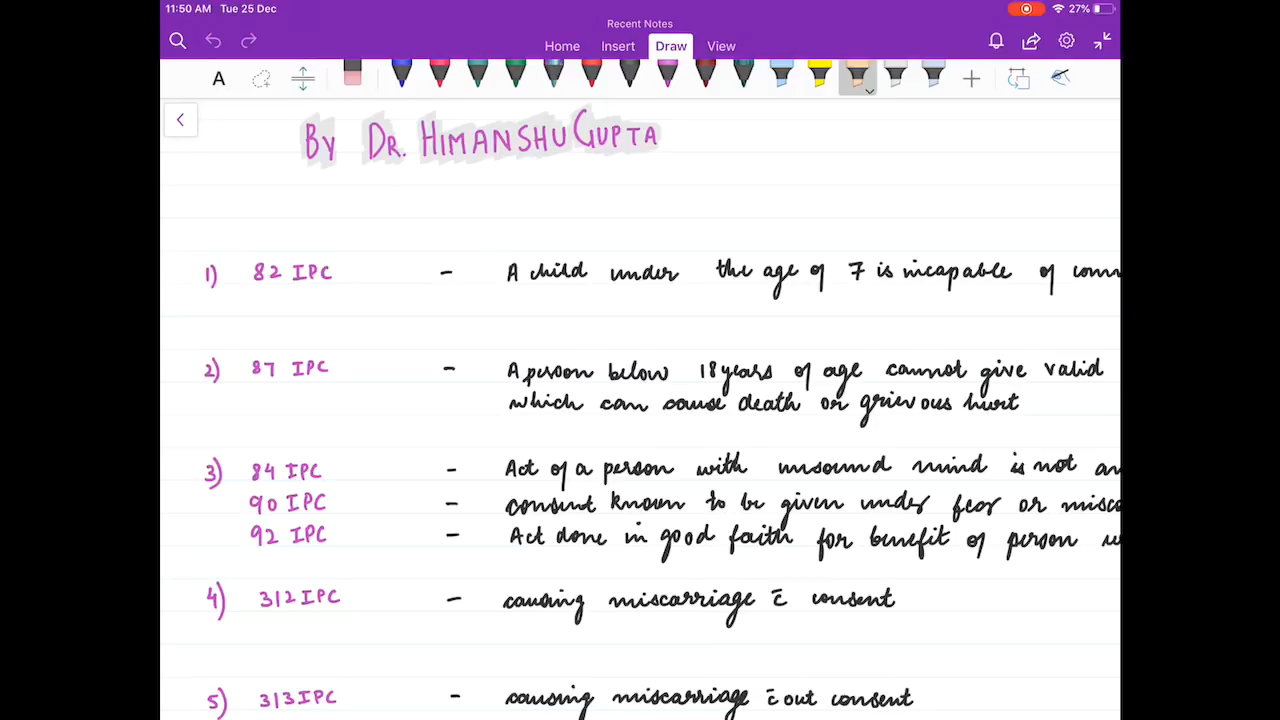 11:50 AM Tue 25 Dec
27%
Recent Notes
Home Insert Draw View
A
By DR. HIMANSHU GUPTA
1) 82 IPC - A child under the age of 7 is incapable of comm
2) 87 IPC - A person below 18 years of age cannot give valid
which can cause death or grievous hurt
3) 84 IPC - Act of a person with unsound mind is not an
90 IPC - consent known to be given under fear or misco
92 IPC - Act done in good faith for benefit of person w
4) 312 IPC - causing miscarriage c̄ consent
5) 313 IPC - causing miscarriage c̄ out consent